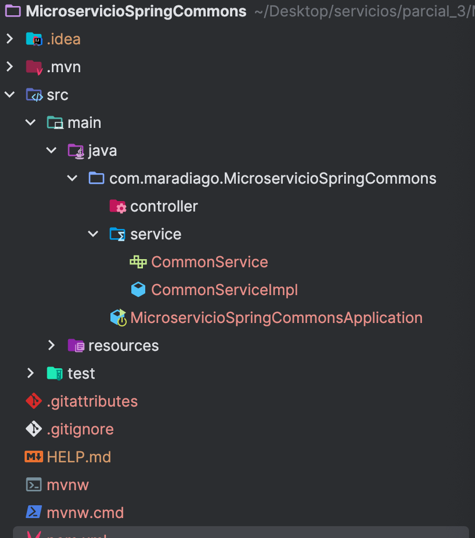 MicroservicioSpringCommons ~/Desktop/servicios/parcial_3/
.idea
.mvn
src
main
java
com.maradiago.MicroservicioSpringCommons
controller
service
CommonService
CommonServiceImpl
MicroservicioSpringCommonsApplication
resources
test
.gitattributes
.gitignore
HELP.md
mvnw
mvnw.cmd